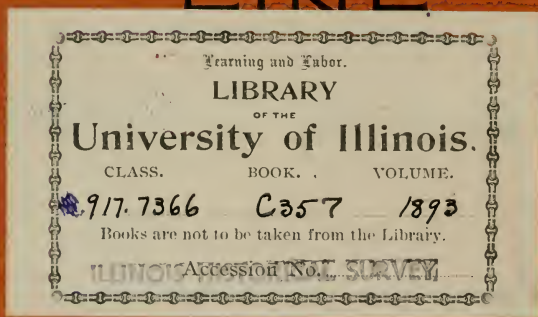 Learning and Labor.
LIBRARY
OF THE
University of Illinois.
CLASS. BOOK. VOLUME.
917.7366 C357 1893
Books are not to be taken from the Library.
Accession No.
ILLINOIS HISTORICAL SURVEY